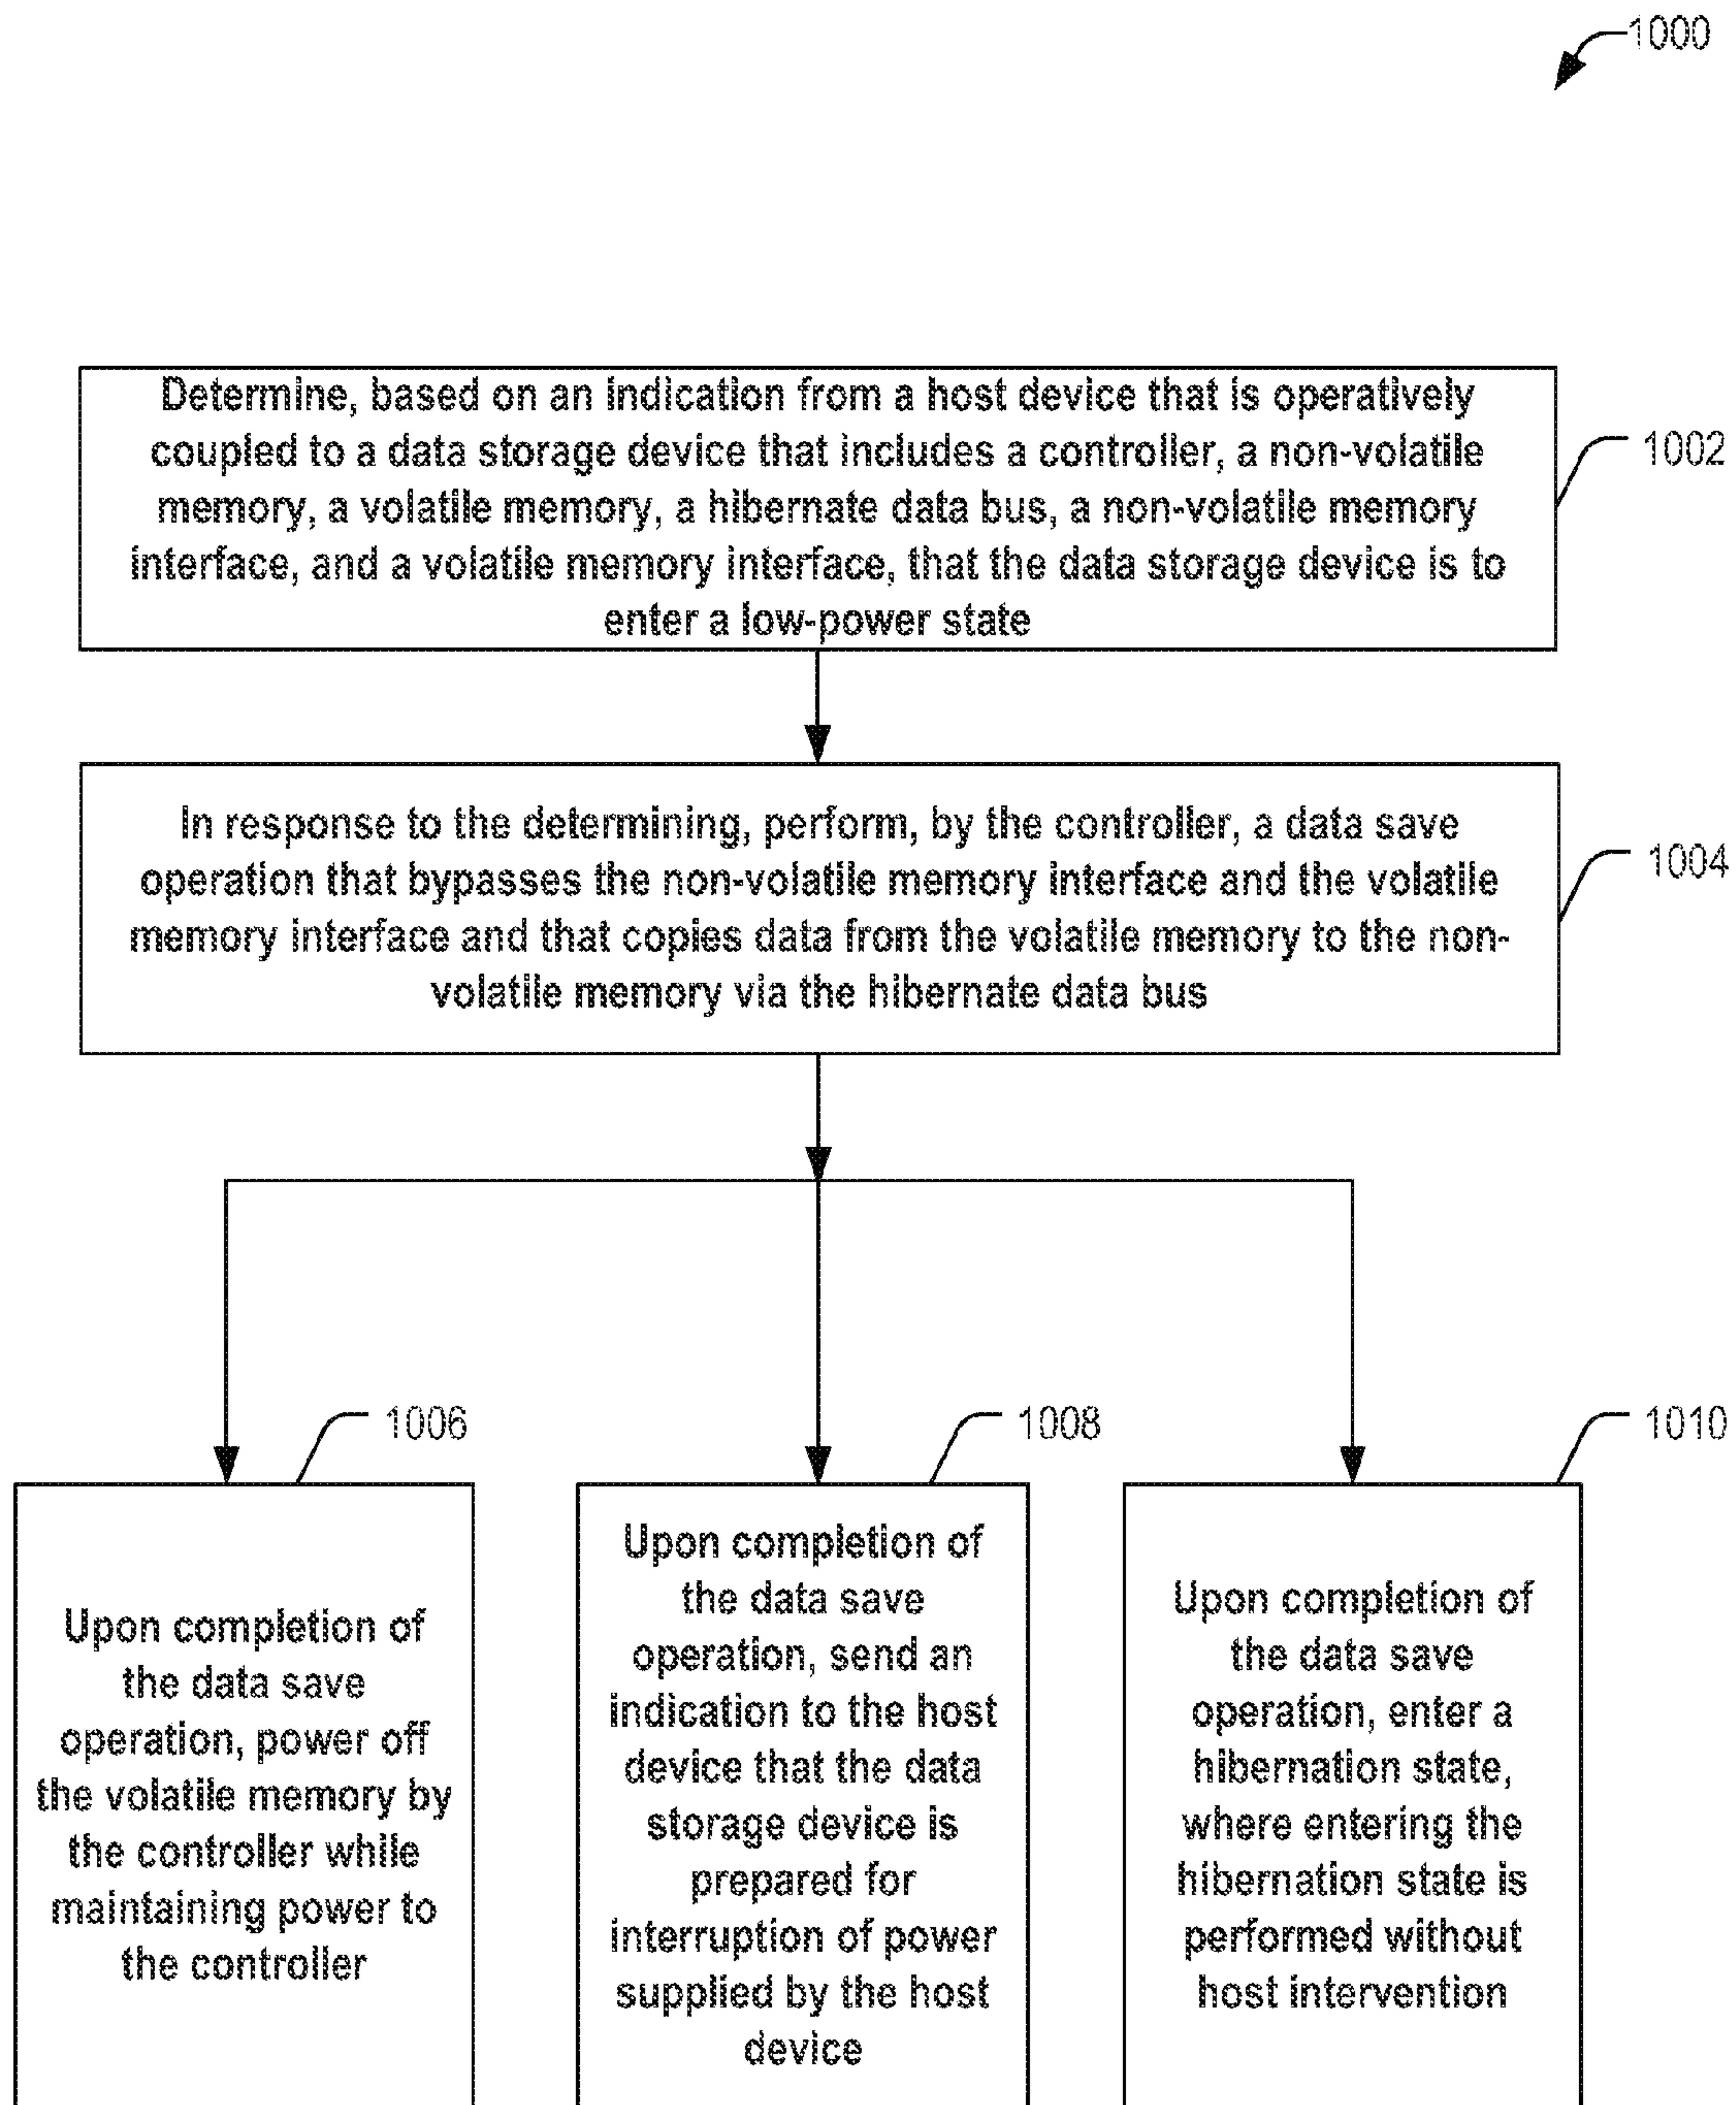 1000
Determine, based on an indication from a host device that is operatively
coupled to a data storage device that includes a controller, a non-volatile
memory, a volatile memory, a hibernate data bus, a non-volatile memory
interface, and a volatile memory interface, that the data storage device is to
enter a low-power state
1002
In response to the determining, perform, by the controller, a data save
operation that bypasses the non-volatile memory interface and the volatile
memory interface and that copies data from the volatile memory to the non-
volatile memory via the hibernate data bus
1004
1006
Upon completion of
the data save
operation, power off
the volatile memory by
the controller while
maintaining power to
the controller
1008
Upon completion of
the data save
operation, send an
indication to the host
device that the data
storage device is
prepared for
interruption of power
supplied by the host
device
1010
Upon completion of
the data save
operation, enter a
hibernation state,
where entering the
hibernation state is
performed without
host intervention